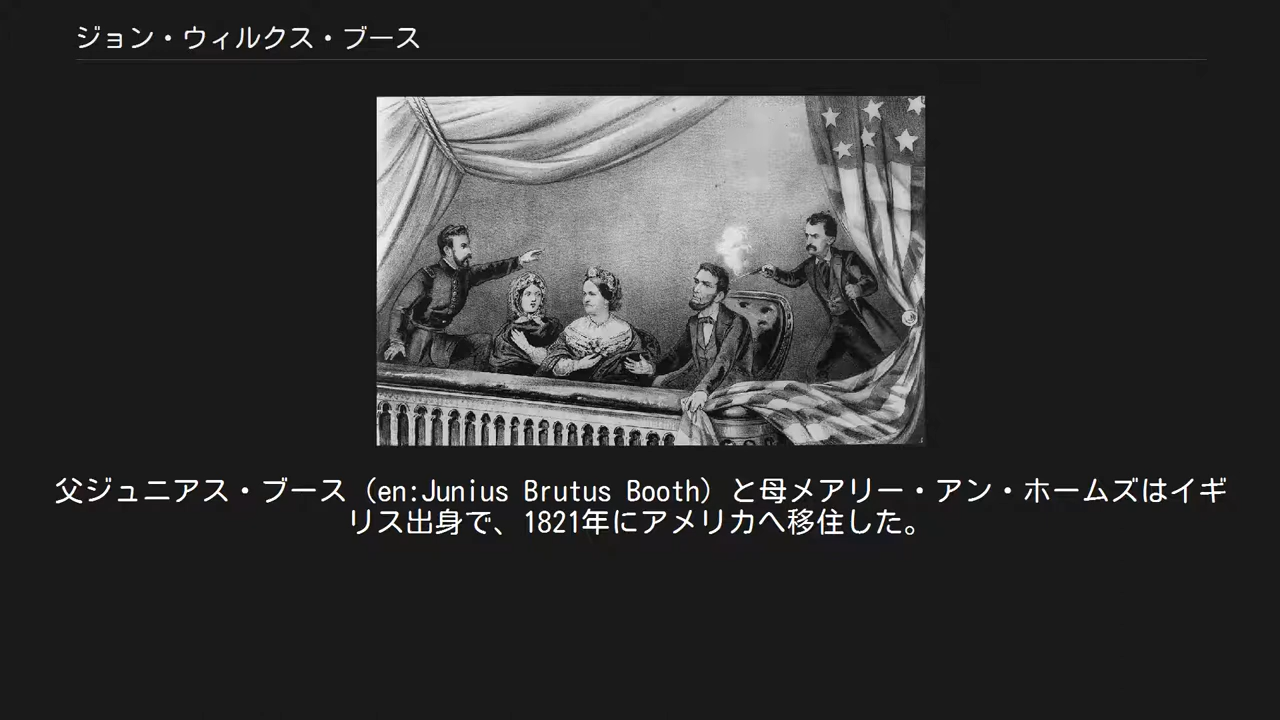 ジョン・ウィルクス・ブース
父ジュニアス・ブース（en:Junius Brutus Booth）と母メアリー・アン・ホームズはイギ
リス出身で、1821年にアメリカへ移住した。